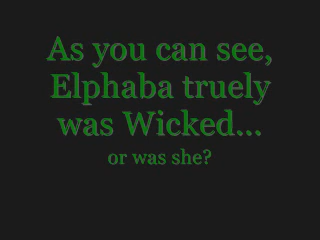 As you can see,
Elphaba truely
was Wicked...
or was she?